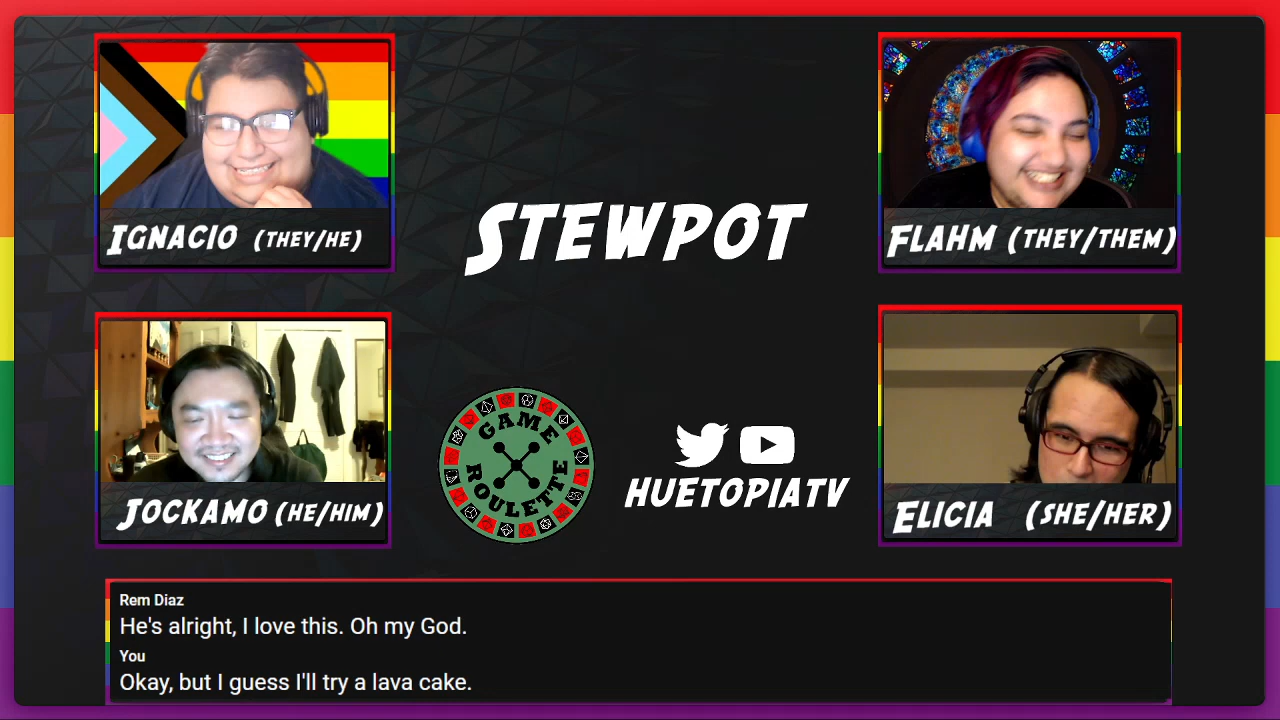 IGNACIO (THEY/HE)
FLAHM (THEY/THEM)
STEWPOT
JOCKAMO (HE/HIM)
GAME
ROULETTE
HUETOPIATV
ELICIA (SHE/HER)
Rem Diaz
He's alright, I love this. Oh my God.
You
Okay, but I guess I'll try a lava cake.